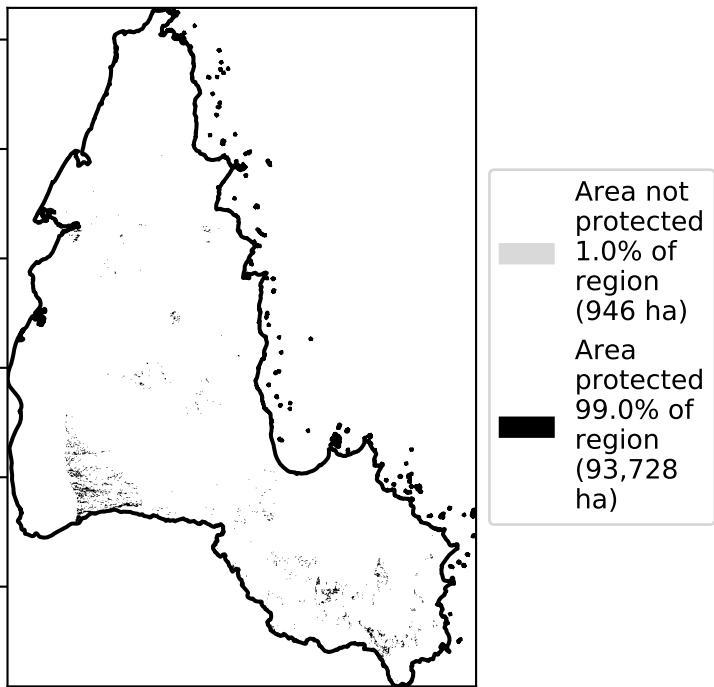 Area not
protected
1.0% of
region
(946 ha)
Area
protected
99.0% of
region
(93,728
ha)